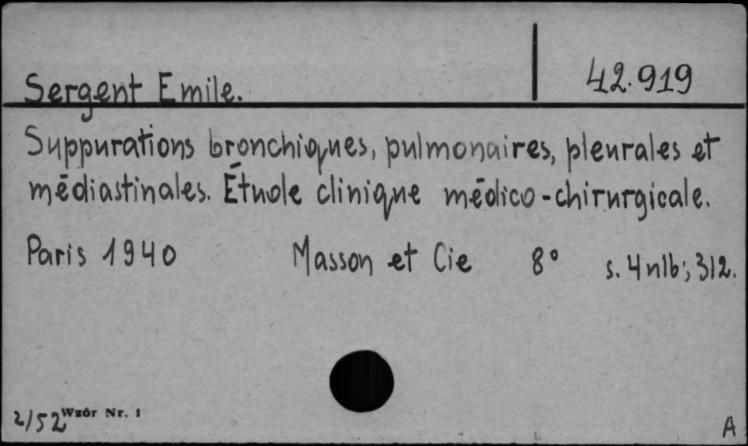 Sergent Emile.
42.919
Suppurations bronchiques, pulmonaires, pleurales et
médiastinales. Étude clinique médico-chirurgicale.
Paris 1940 Masson et Cie 8° s. 4nlb; 312.
2/52 Wzór Nr. 1
A